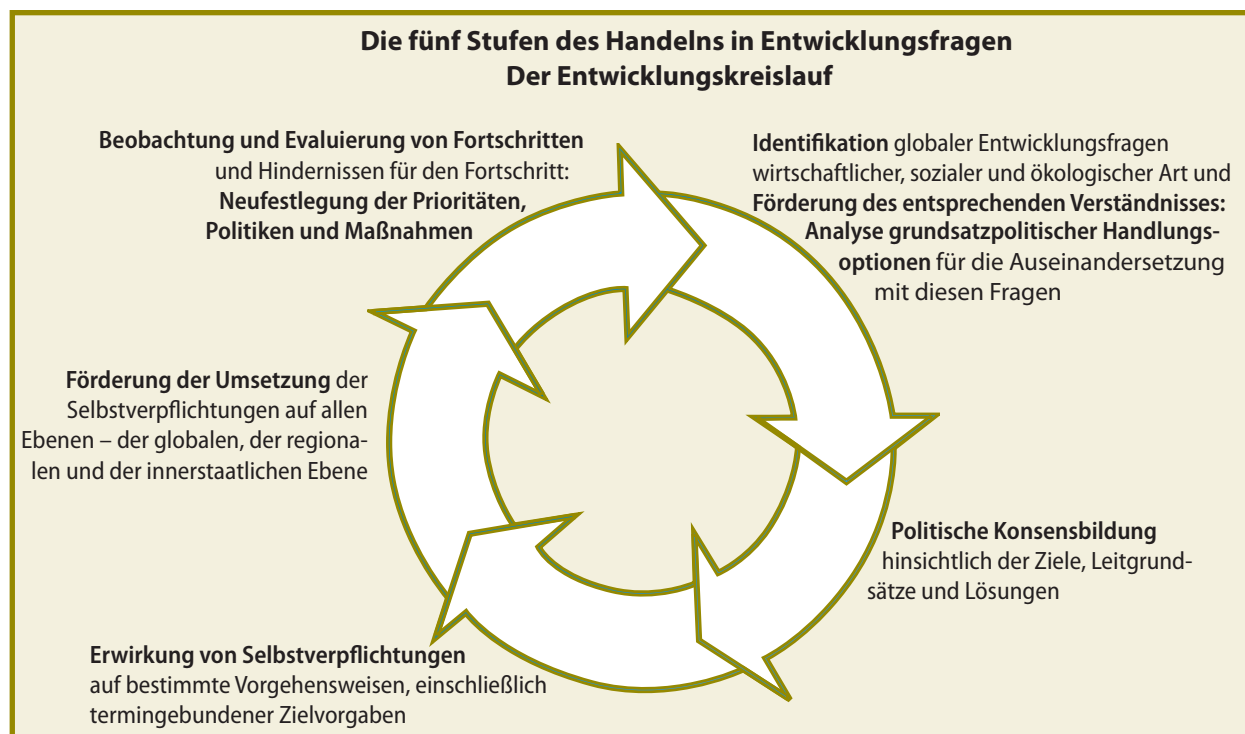 Die fünf Stufen des Handelns in Entwicklungsfragen
Der Entwicklungskreislauf
Beobachtung und Evaluierung von Fortschritten
und Hindernissen für den Fortschritt:
Neufestlegung der Prioritäten,
Politiken und Maßnahmen
Identifikation globaler Entwicklungsfragen
wirtschaftlicher, sozialer und ökologischer Art und
Förderung des entsprechenden Verständnisses:
Analyse grundsatzpolitischer Handlungs-
optionen für die Auseinandersetzung
mit diesen Fragen
Förderung der Umsetzung der
Selbstverpflichtungen auf allen
Ebenen – der globalen, der regiona-
len und der innerstaatlichen Ebene
Politische Konsensbildung
hinsichtlich der Ziele, Leitgrund-
sätze und Lösungen
Erwirkung von Selbstverpflichtungen
auf bestimmte Vorgehensweisen, einschließlich
termingebundener Zielvorgaben